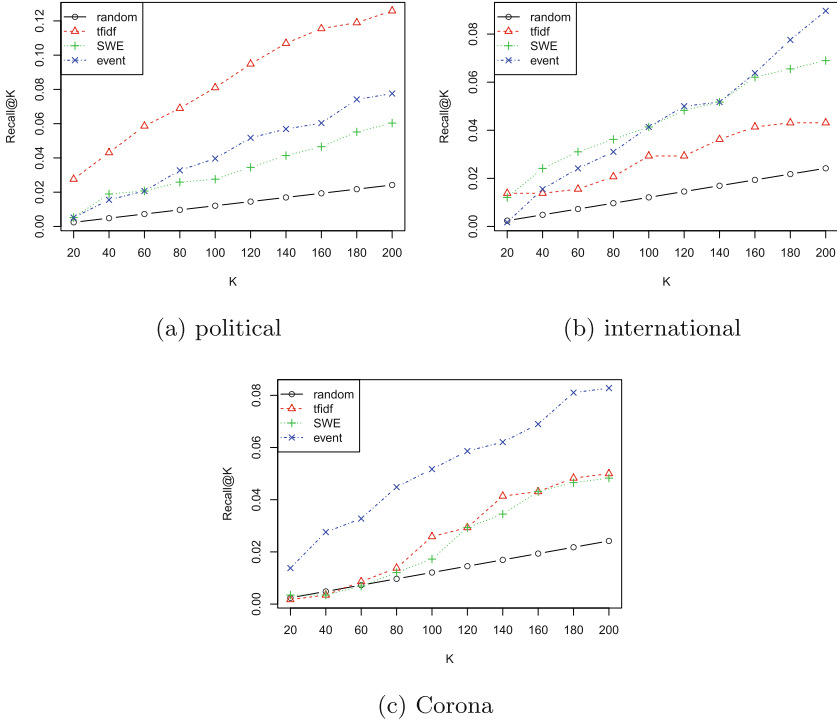 random
tfidf
SWE
event
Recall@K
0.00 0.02 0.04 0.06 0.08 0.10 0.12
20 40 60 80 100 120 140 160 180 200
K
(a) political
random
tfidf
SWE
event
Recall@K
0.00 0.02 0.04 0.06 0.08
20 40 60 80 100 120 140 160 180 200
K
(b) international
random
tfidf
SWE
event
Recall@K
0.00 0.02 0.04 0.06 0.08
20 40 60 80 100 120 140 160 180 200
K
(c) Corona